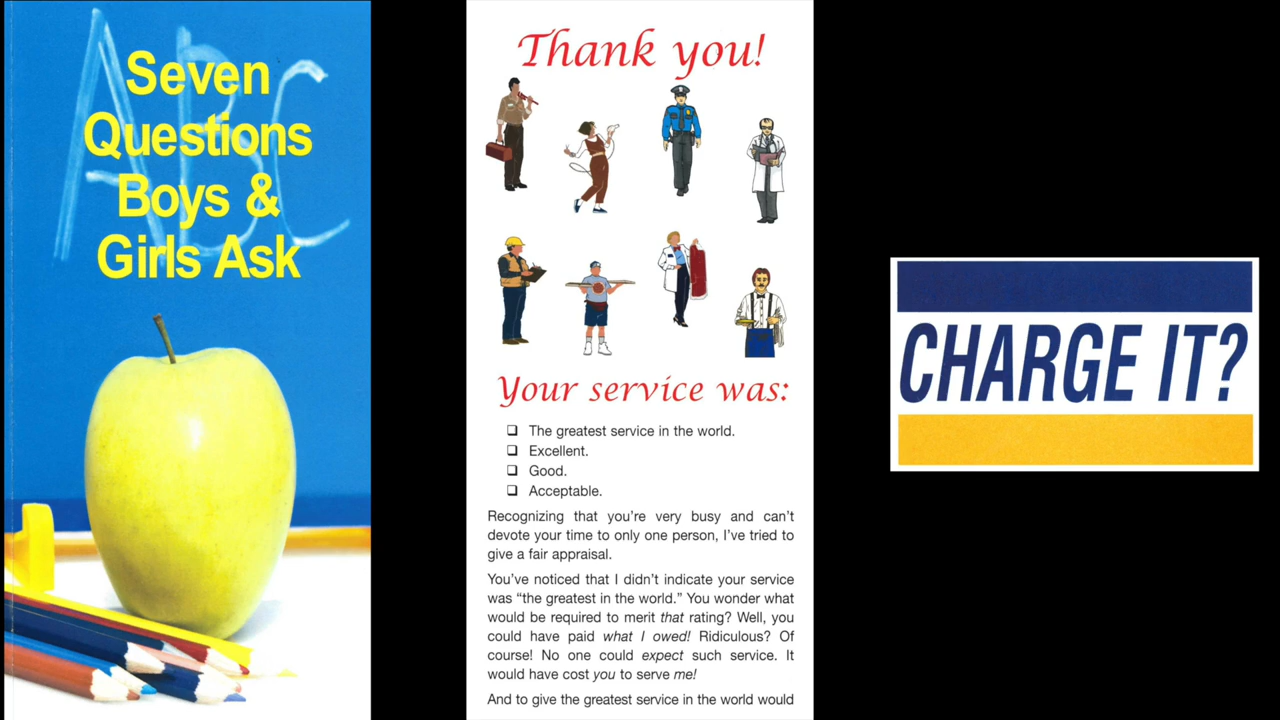 ABC
Seven
Questions
Boys &
Girls Ask
Thank you!
Your service was:
❑ The greatest service in the world.
❑ Excellent.
❑ Good.
❑ Acceptable.
Recognizing that you're very busy and can't
devote your time to only one person, I've tried to
give a fair appraisal.
You've noticed that I didn't indicate your service
was “the greatest in the world.” You wonder what
would be required to merit that rating? Well, you
could have paid what I owed! Ridiculous? Of
course! No one could expect such service. It
would have cost you to serve me!
And to give the greatest service in the world would
CHARGE IT?